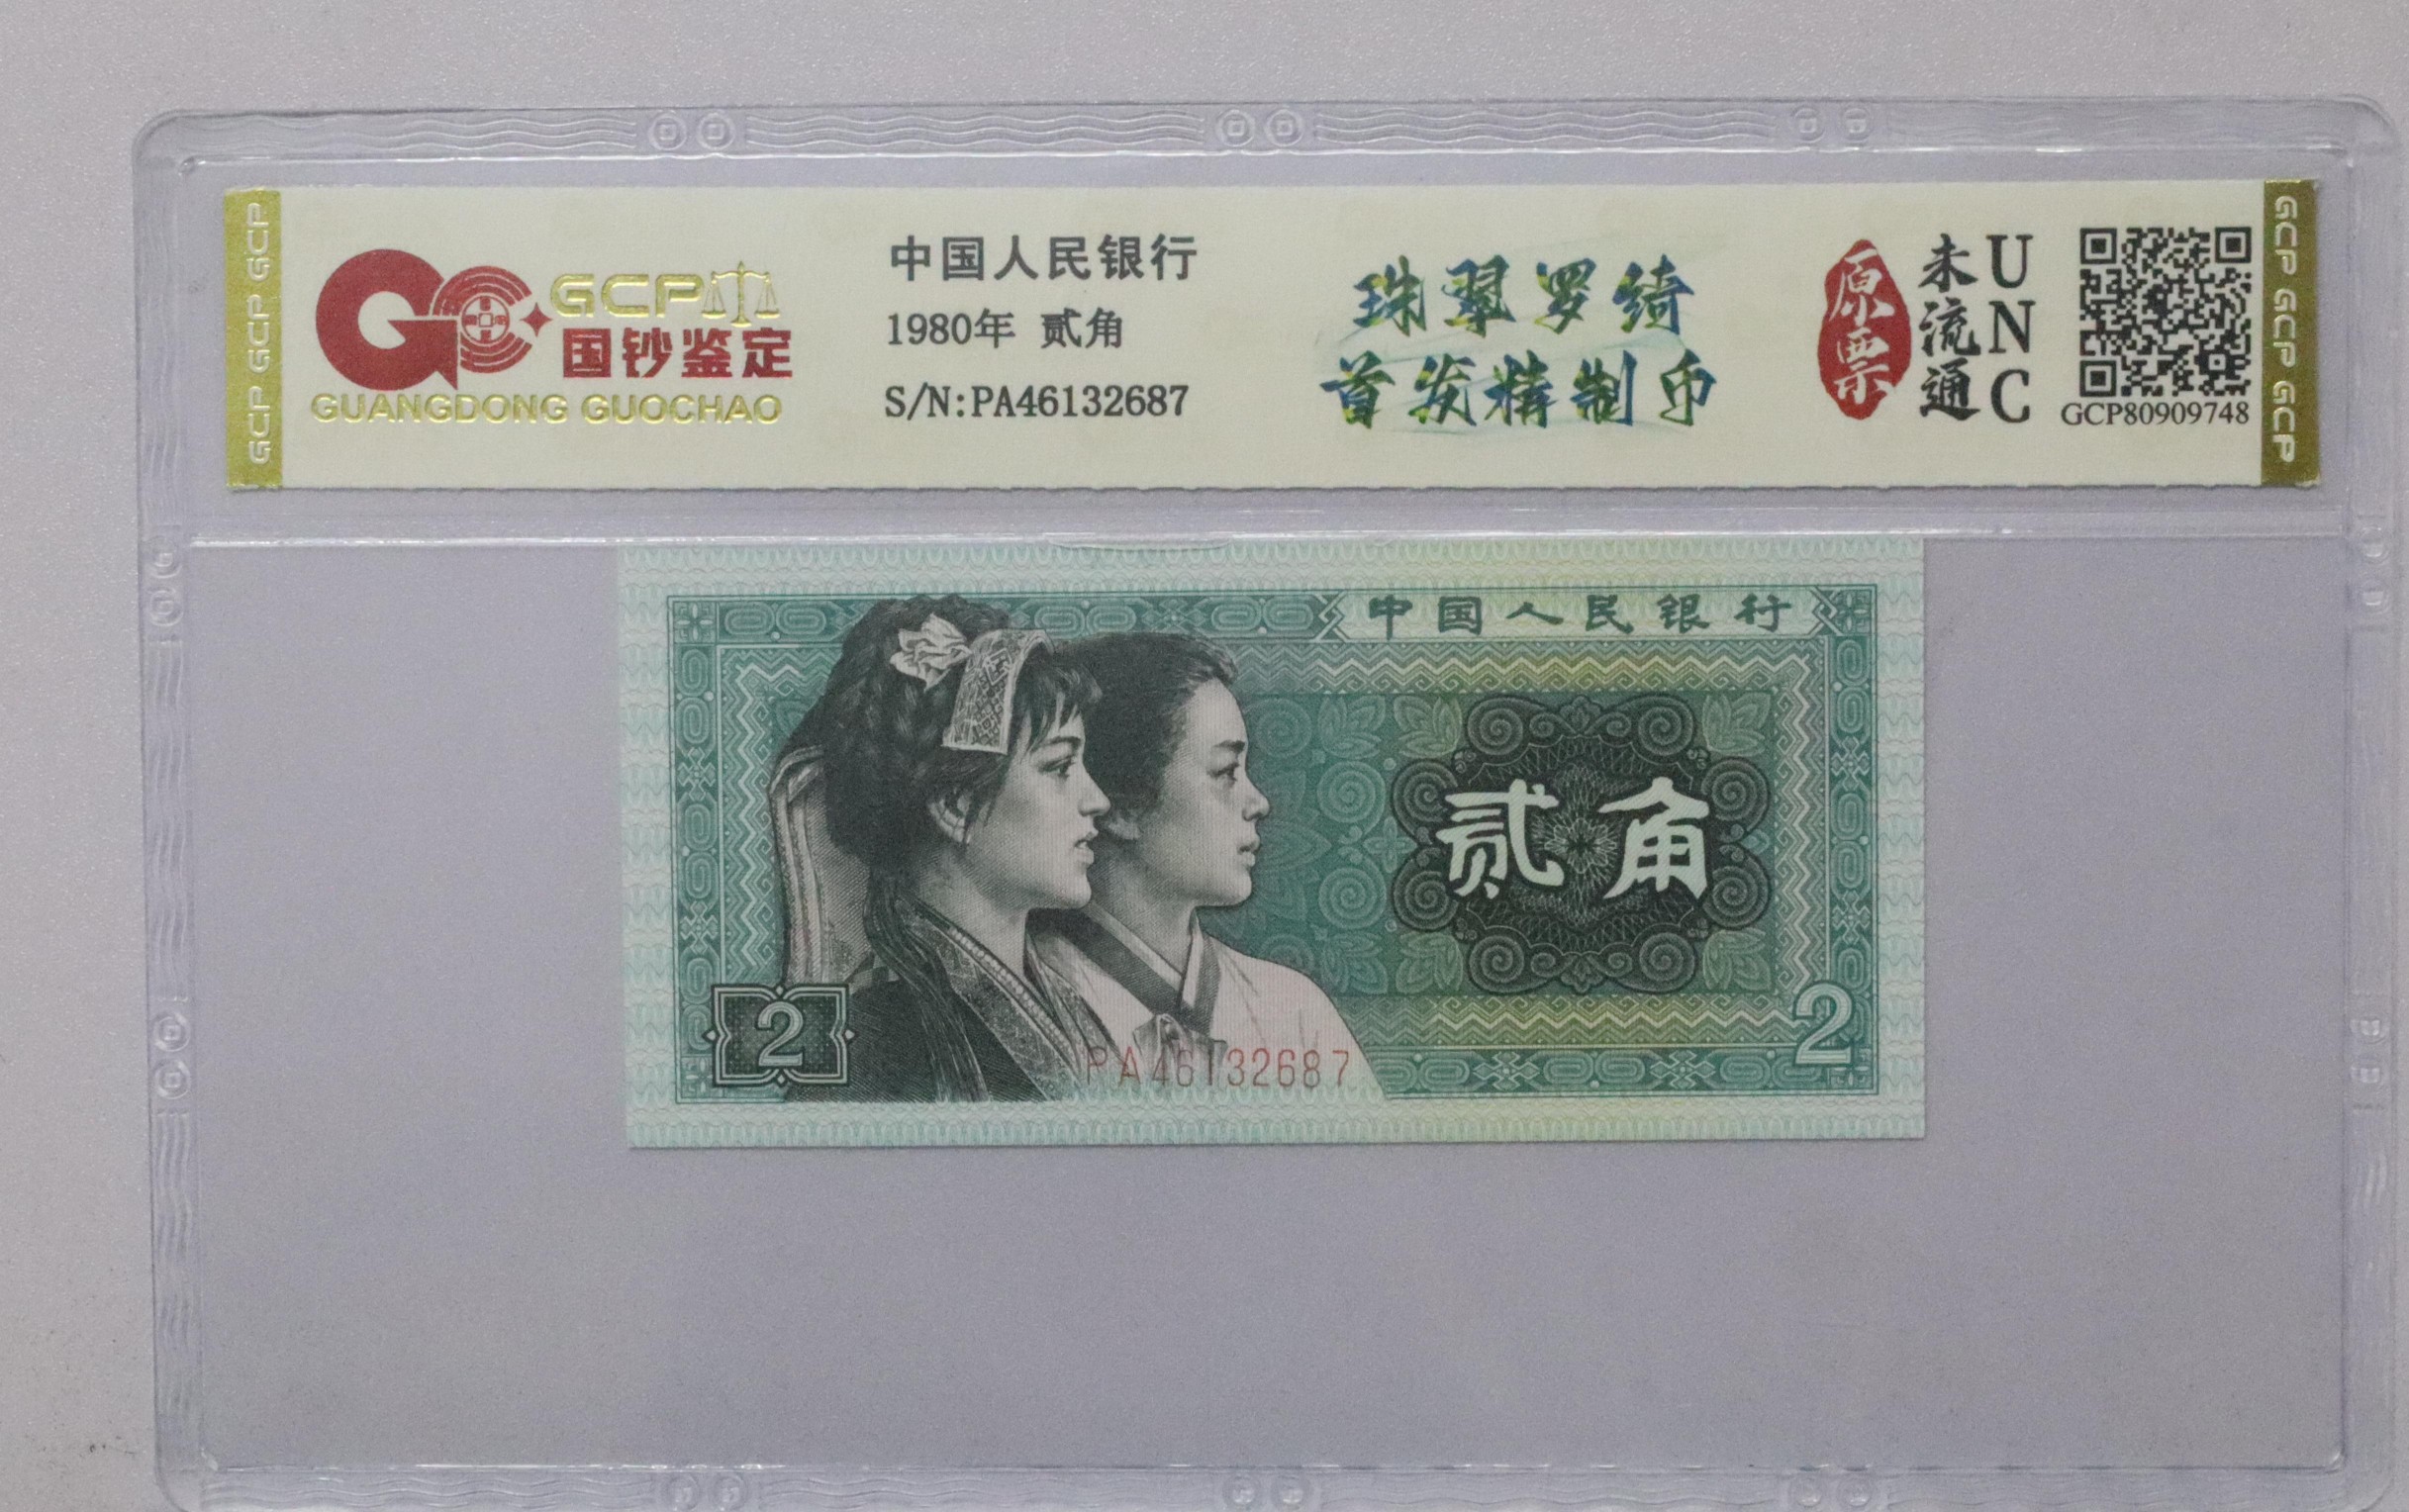 GCP GCP GCP GCP
GCP
国钞鉴定
GUANGDONG GUOCHAO
中国人民银行
1980年 贰角
S/N:PA46132687
珠翠罗绮
首发精制币
原票
未流通
UNC
GCP80909748
GCP GCP GCP
中国人民银行
贰角
2
2
PA46132687